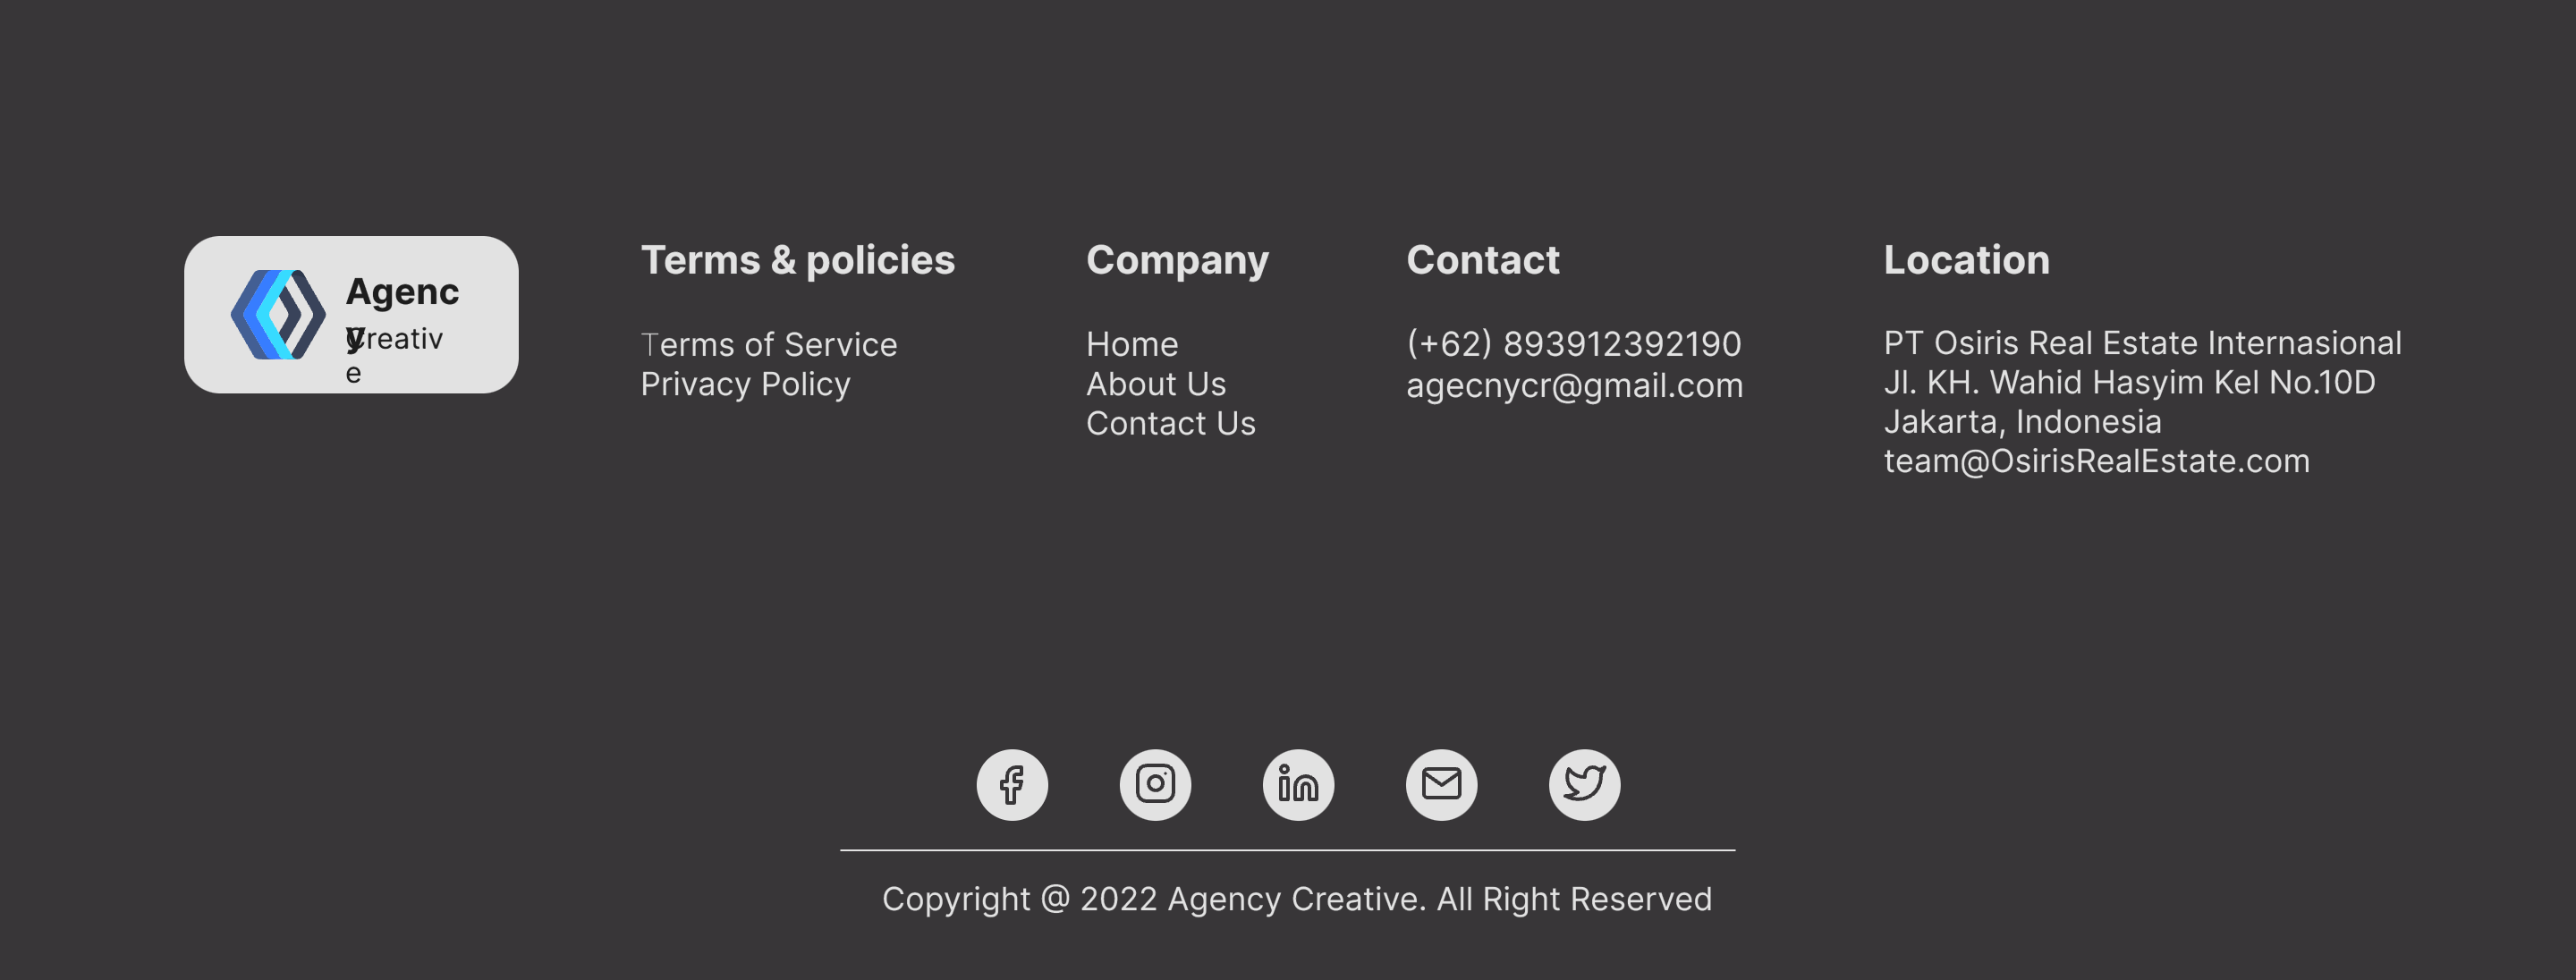 Agenc
y
Creativ
e
Terms & policies
Terms of Service
Privacy Policy
Company
Home
About Us
Contact Us
Contact
(+62) 893912392190
agecnycr@gmail.com
Location
PT Osiris Real Estate Internasional
Jl. KH. Wahid Hasyim Kel No.10D
Jakarta, Indonesia
team@OsirisRealEstate.com
Copyright @ 2022 Agency Creative. All Right Reserved